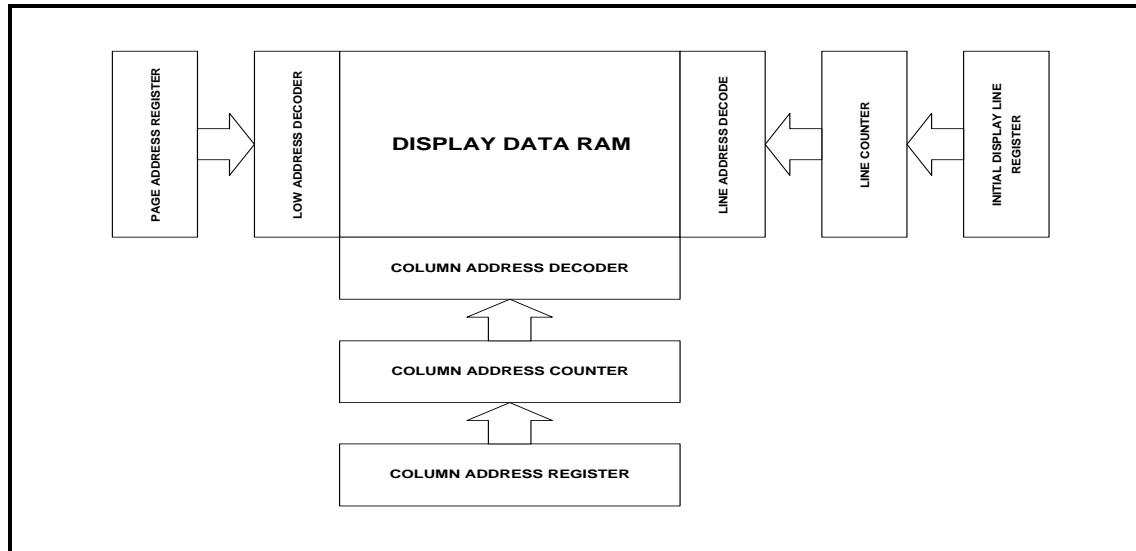 PAGE ADDRESS REGISTER
LOW ADDRESS DECODER
DISPLAY DATA RAM
LINE ADDRESS DECODE
LINE COUNTER
INITIAL DISPLAY LINE
REGISTER
COLUMN ADDRESS DECODER
COLUMN ADDRESS COUNTER
COLUMN ADDRESS REGISTER